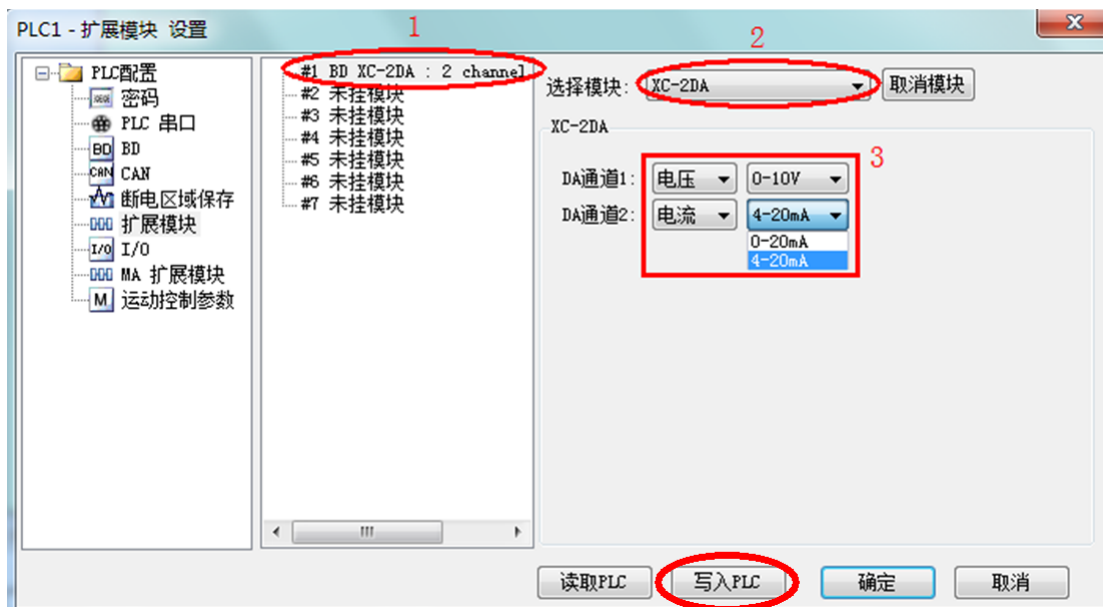 PLC1 - 扩展模块 设置
1
2
PLC配置
密码
PLC 串口
BD BD
CAN CAN
断电区域保存
扩展模块
I/O I/O
MA 扩展模块
M 运动控制参数
#1 BD XC-2DA : 2 channel
#2 未挂模块
#3 未挂模块
#4 未挂模块
#5 未挂模块
#6 未挂模块
#7 未挂模块
选择模块: XC-2DA 取消模块
XC-2DA
3
DA通道1: 电压 0-10V
DA通道2: 电流 4-20mA
0-20mA
4-20mA
读取PLC 写入PLC 确定 取消